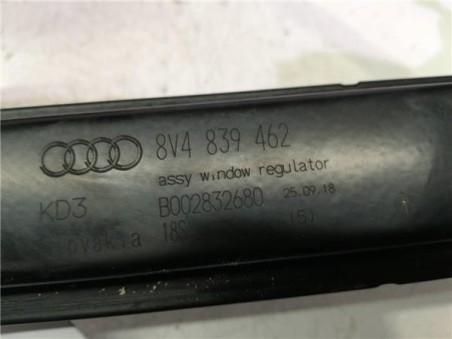 8V4 839 462
assy window regulator
KD3 B002832680 25.09.18
(5)